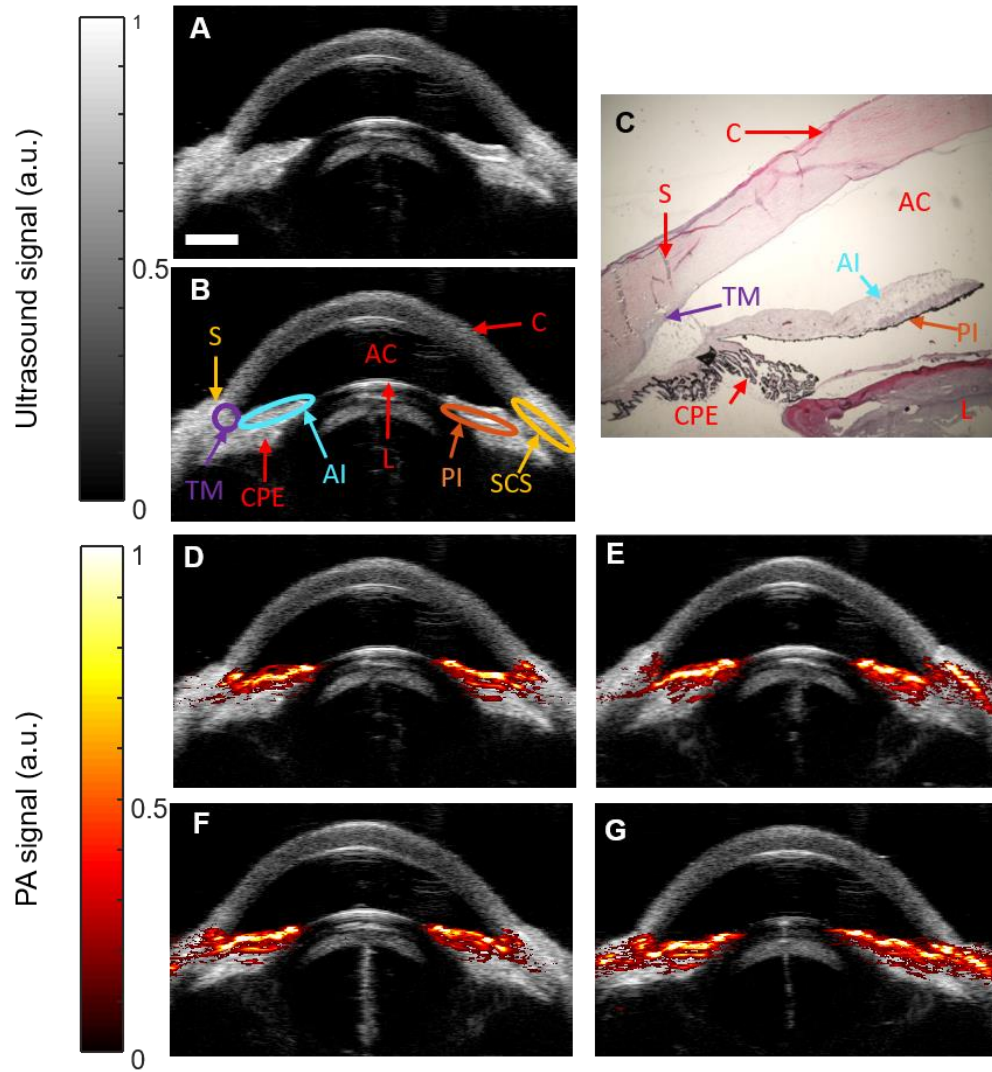 Ultrasound signal (a.u.)
1
0.5
0
A
B
S
C
AC
TM
CPE
AI
L
PI
SCS
C
C
S
AC
TM
AI
PI
CPE
L
PA signal (a.u.)
1
0.5
0
D
E
F
G